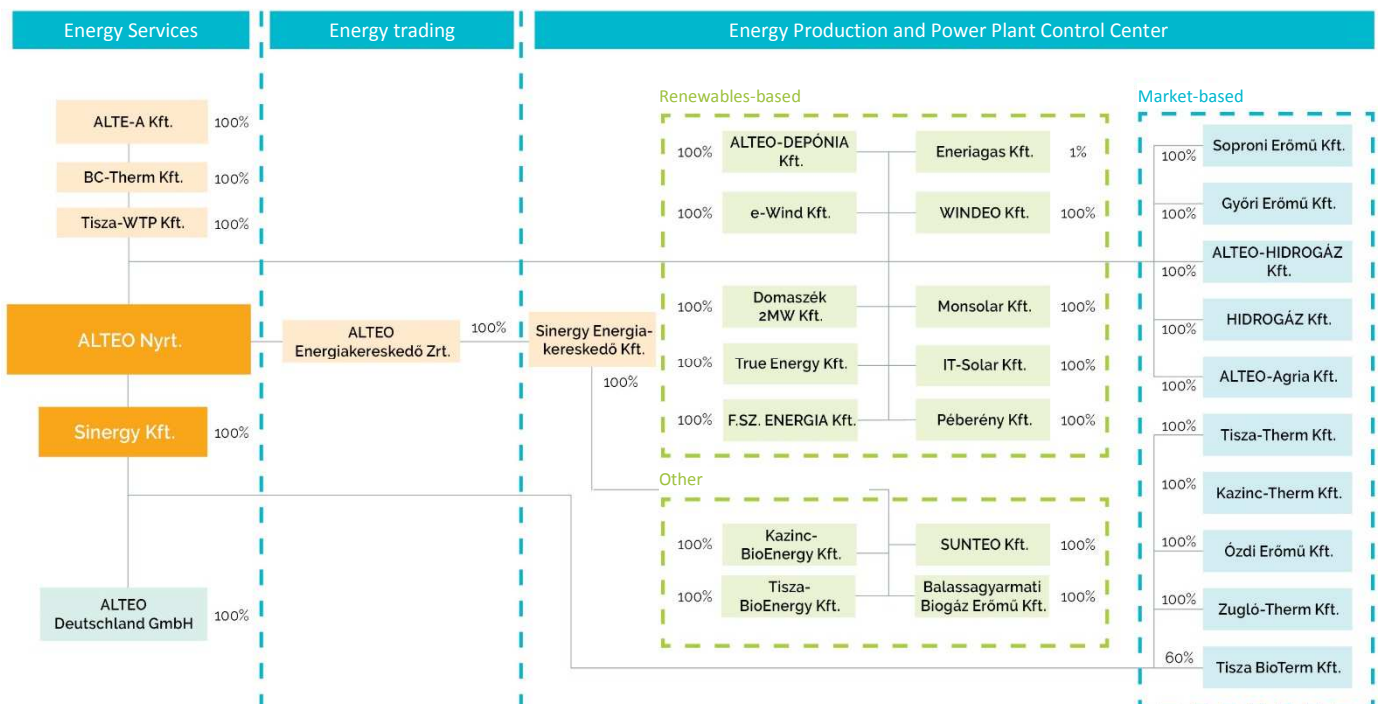 Energy Services
Energy trading
Energy Production and Power Plant Control Center
ALTE-A Kft.
100%
BC-Therm Kft.
100%
Tisza-WTP Kft.
100%
ALTEO Nyrt.
Sinergy Kft.
100%
ALTEO
Deutschland GmbH
100%
ALTEO
Energiakereskedő Zrt.
100%
Sinergy Energia-
kereskedő Kft.
100%
Renewables-based
100%
ALTEO-DEPÓNIA
Kft.
Eneriagas Kft.
1%
100%
e-Wind Kft.
WINDEO Kft.
100%
100%
Domaszék
2MW Kft.
Monsolar Kft.
100%
100%
True Energy Kft.
IT-Solar Kft.
100%
100%
F.SZ. ENERGIA Kft.
Péberény Kft.
100%
Other
100%
Kazinc-
BioEnergy Kft.
SUNTEO Kft.
100%
100%
Tisza-
BioEnergy Kft.
Balassagyarmati
Biogáz Erőmű Kft.
100%
Market-based
100%
Soproni Erőmű Kft.
100%
Győri Erőmű Kft.
100%
ALTEO-HIDROGÁZ
Kft.
100%
HIDROGÁZ Kft.
100%
ALTEO-Agria Kft.
100%
Tisza-Therm Kft.
100%
Kazinc-Therm Kft.
100%
Ózdi Erőmű Kft.
100%
Zugló-Therm Kft.
60%
Tisza BioTerm Kft.